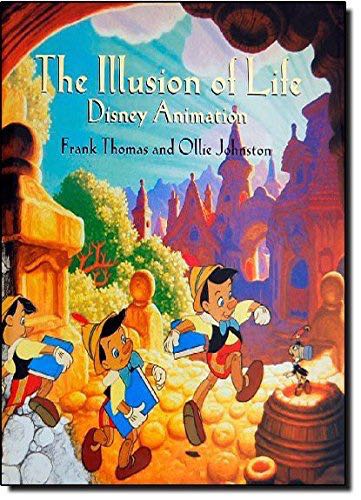 The Illusion of Life
Disney Animation
Frank Thomas and Ollie Johnston